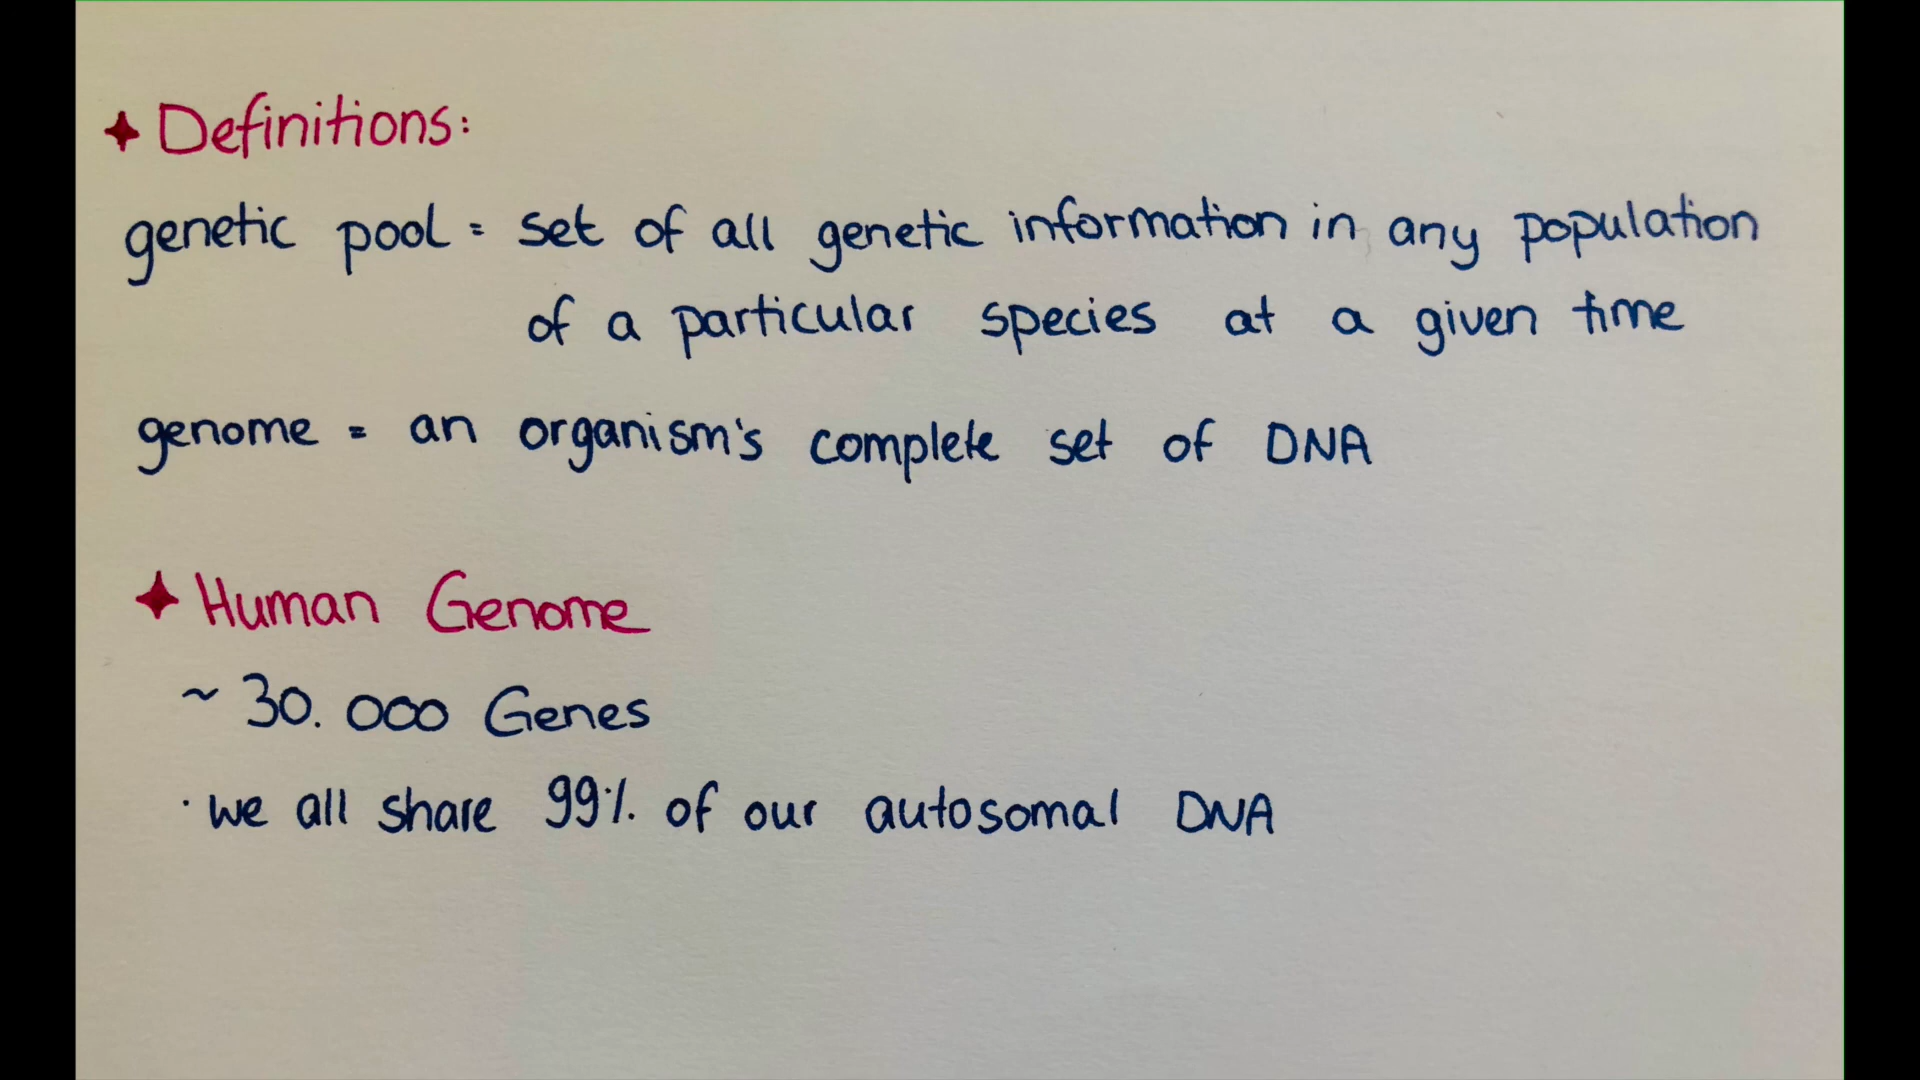 Definitions:
genetic pool = set of all genetic information in any population
of a particular species at a given time
genome = an organism's complete set of DNA
Human Genome
~ 30.000 Genes
· we all share 99% of our autosomal DNA